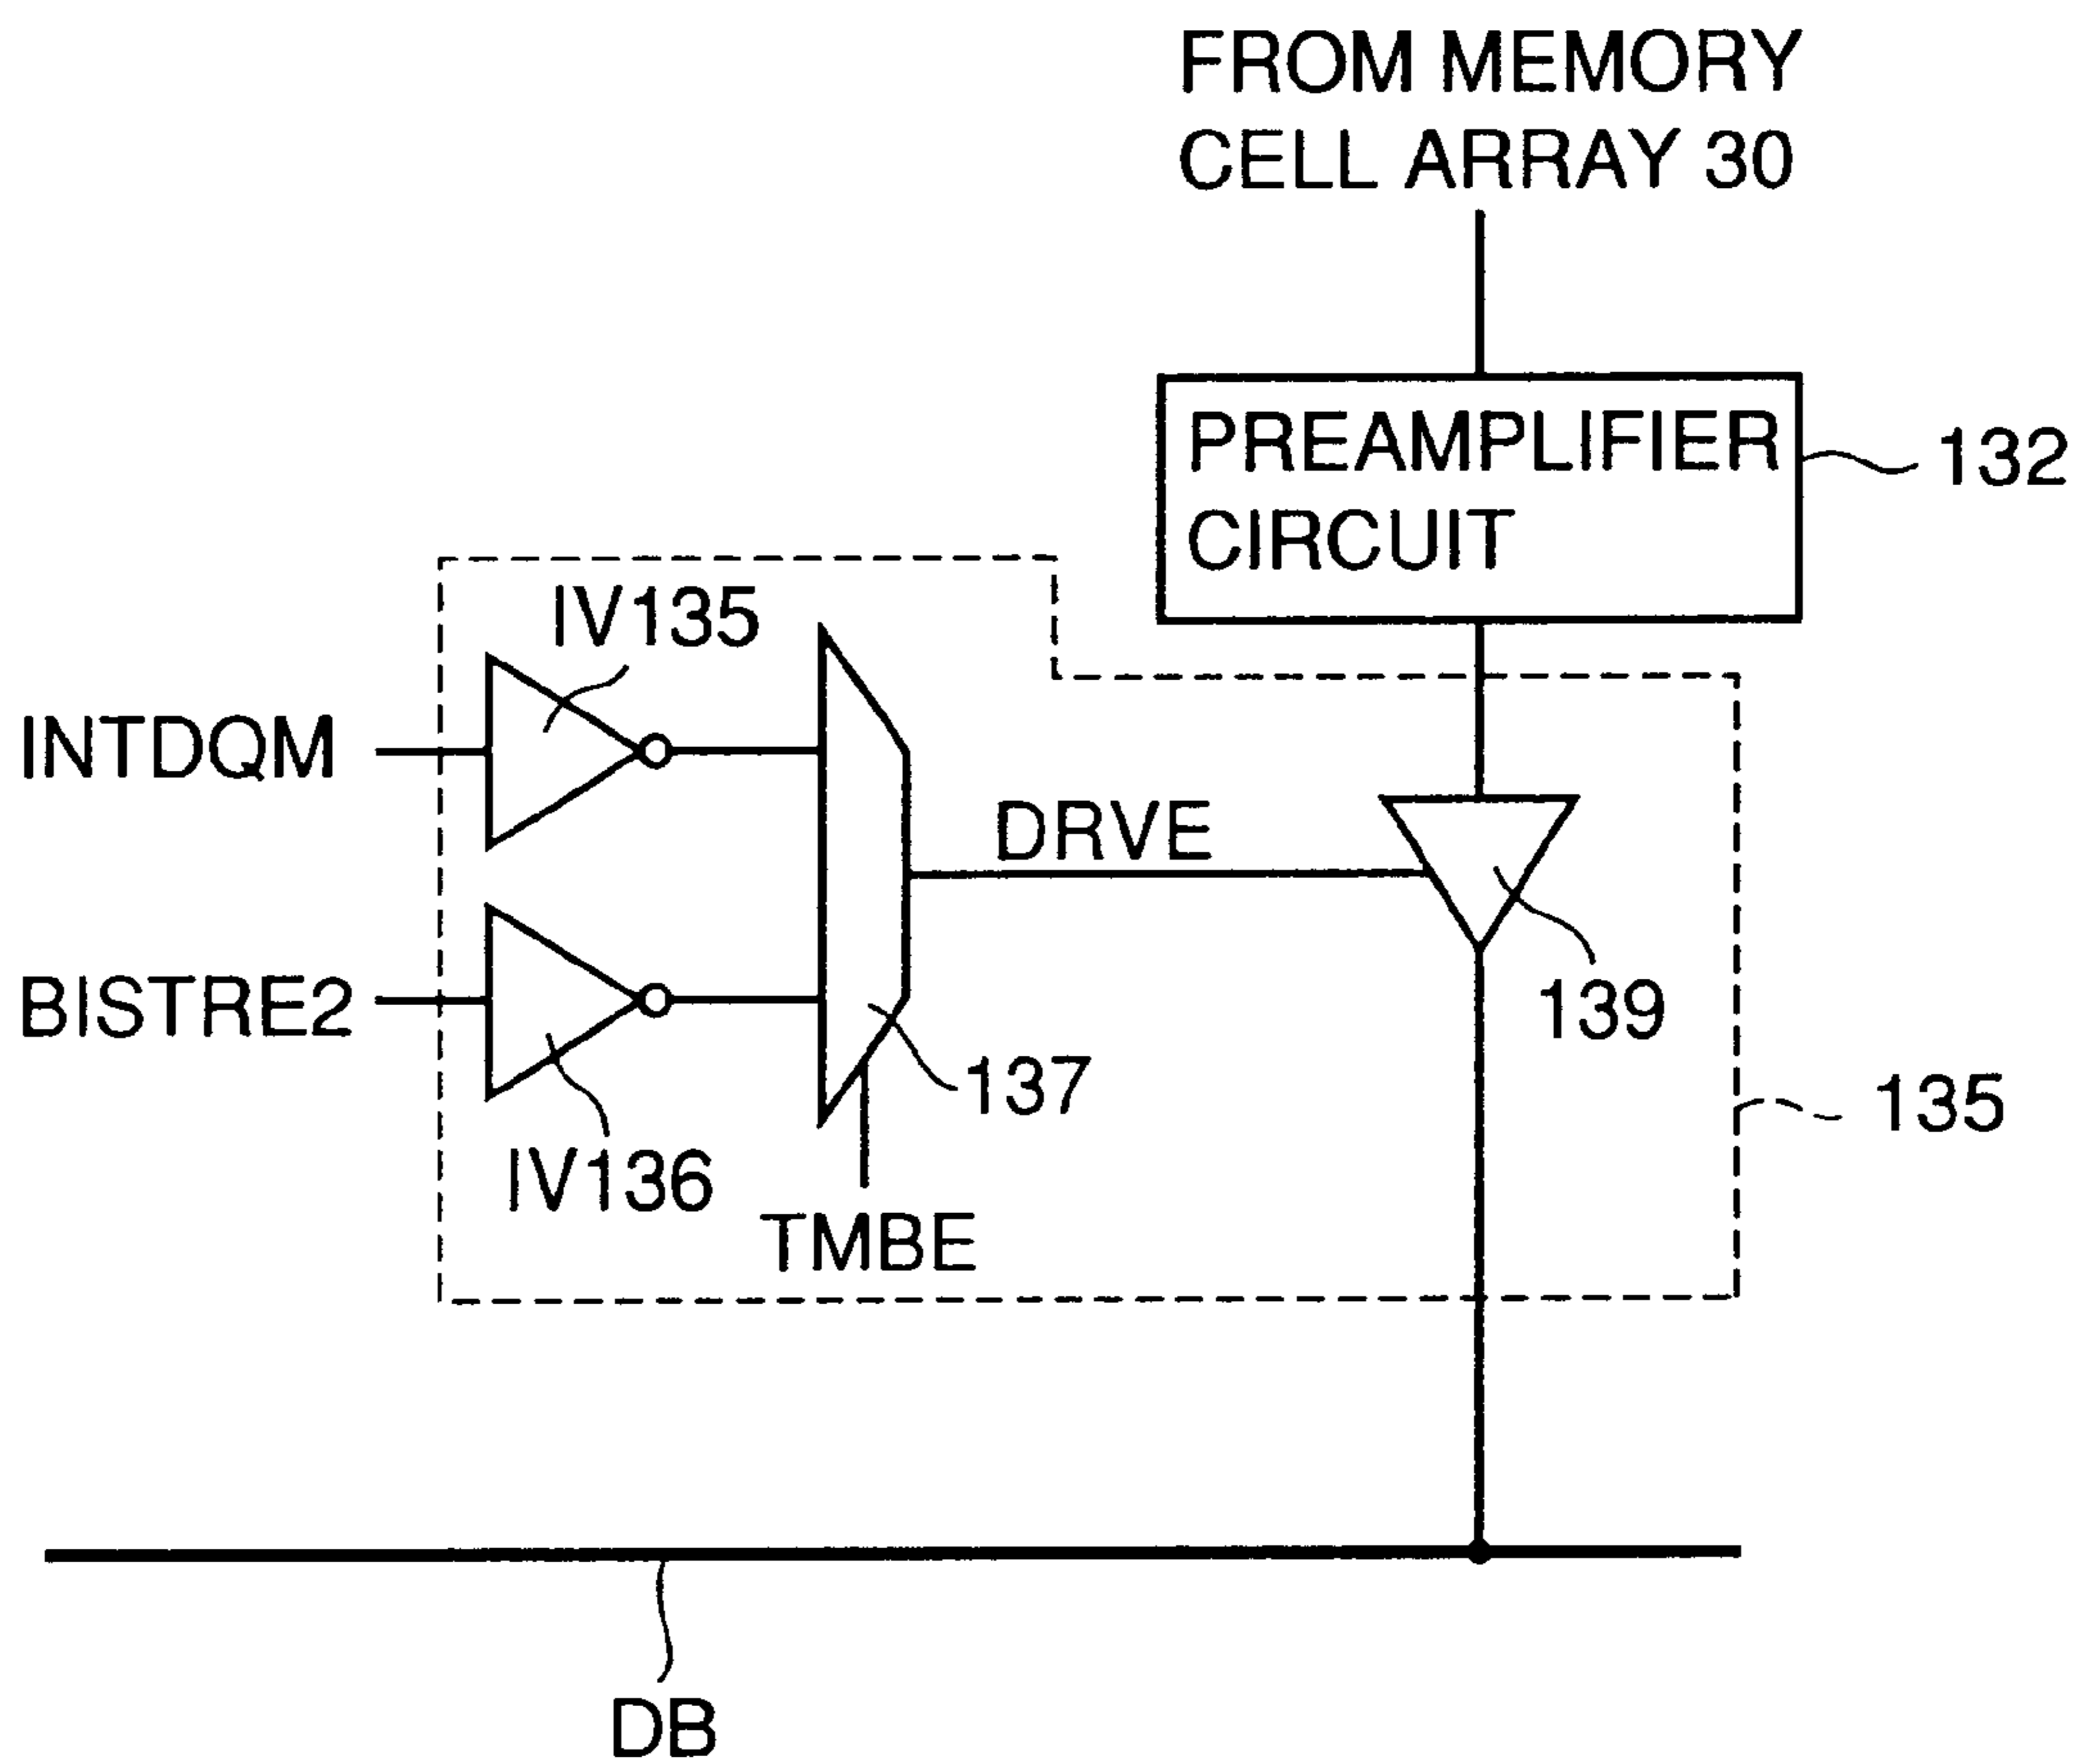 FROM MEMORY
CELL ARRAY 30
PREAMPLIFIER
CIRCUIT
132
IV135
INTDQM
DRVE
BISTRE2
139
137
135
IV136
TMBE
DB